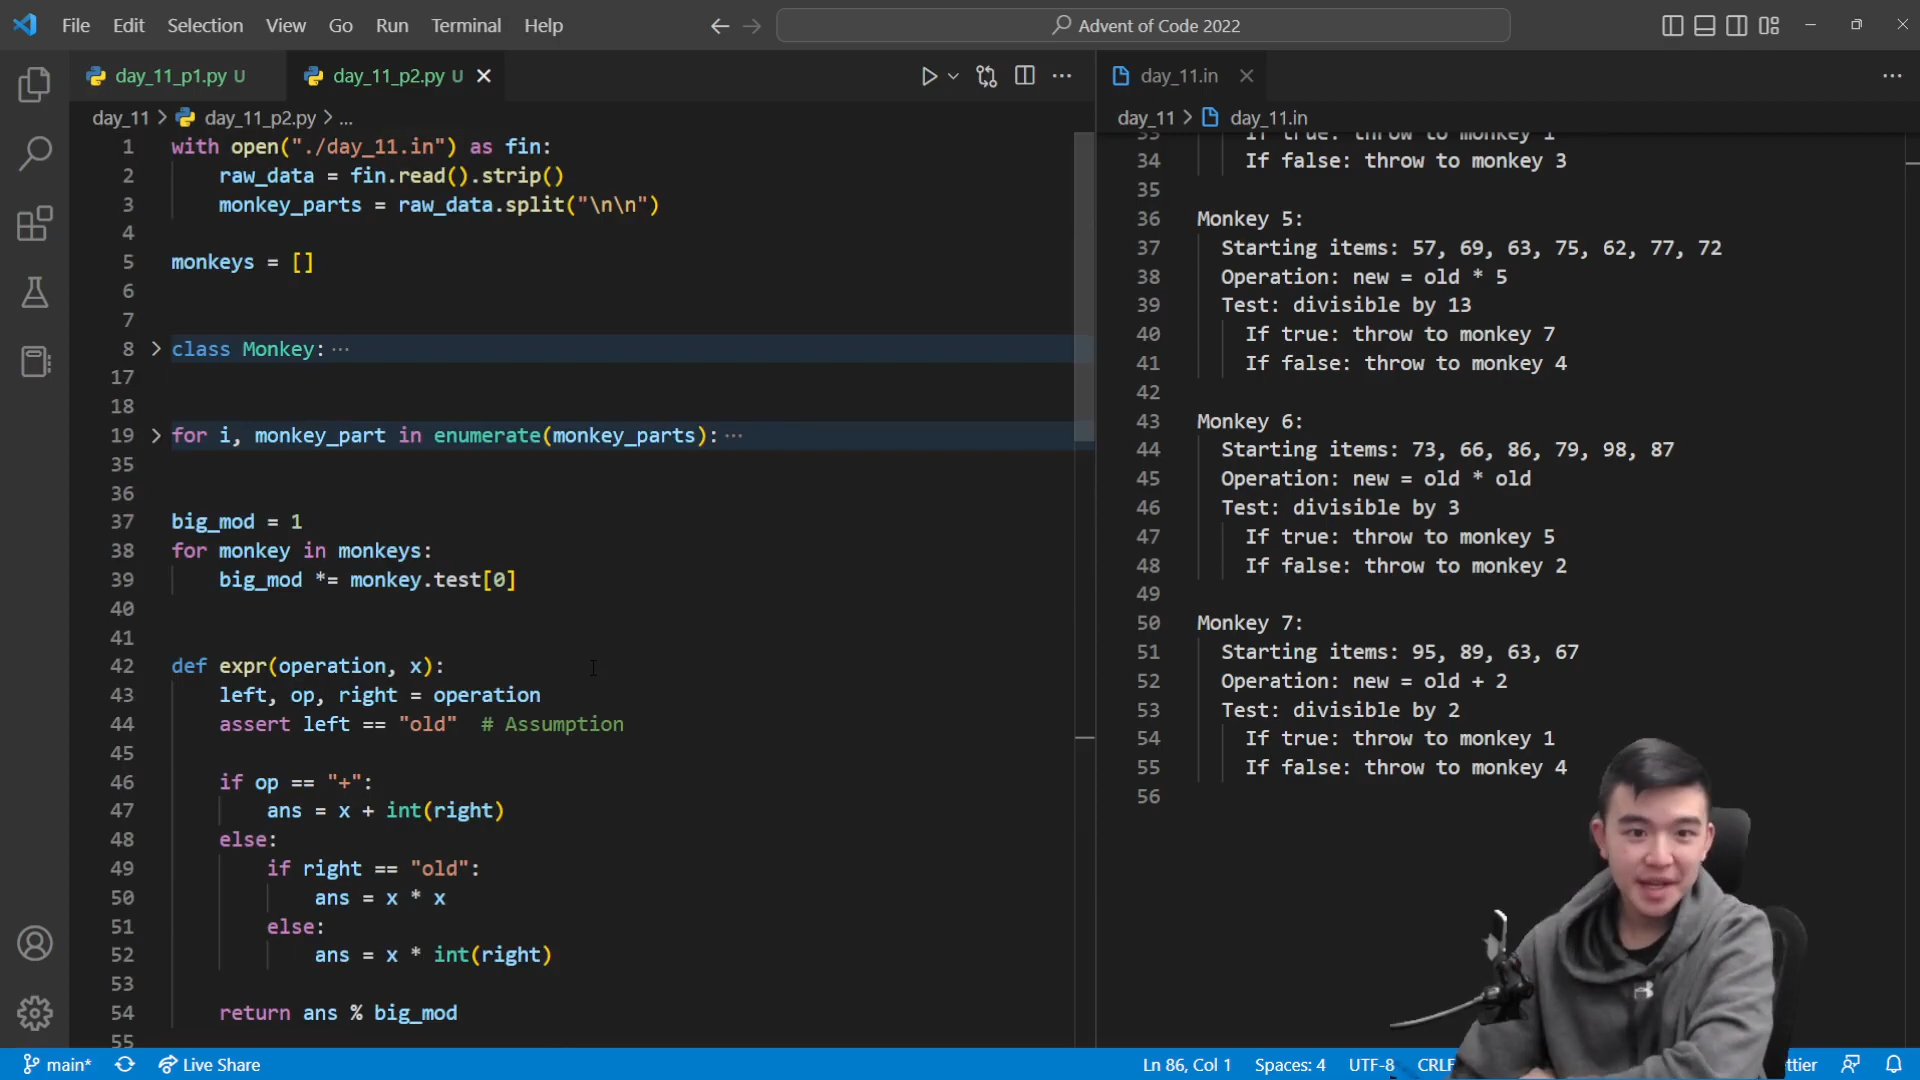 File Edit Selection View Go Run Terminal Help
Advent of Code 2022
day_11_p1.py U
day_11_p2.py U
day_11 > day_11_p2.py > ...
1 with open("./day_11.in") as fin:
2 raw_data = fin.read().strip()
3 monkey_parts = raw_data.split("\n\n")
4
5 monkeys = []
6
7
8 class Monkey: ...
17
18
19 for i, monkey_part in enumerate(monkey_parts): ...
35
36
37 big_mod = 1
38 for monkey in monkeys:
39 big_mod *= monkey.test[0]
40
41
42 def expr(operation, x):
43 left, op, right = operation
44 assert left == "old" # Assumption
45
46 if op == "+":
47 ans = x + int(right)
48 else:
49 if right == "old":
50 ans = x * x
51 else:
52 ans = x * int(right)
53
54 return ans % big_mod
55
day_11.in
day_11 > day_11.in
33 If true: throw to monkey 1
34 If false: throw to monkey 3
35
36 Monkey 5:
37 Starting items: 57, 69, 63, 75, 62, 77, 72
38 Operation: new = old * 5
39 Test: divisible by 13
40 If true: throw to monkey 7
41 If false: throw to monkey 4
42
43 Monkey 6:
44 Starting items: 73, 66, 86, 79, 98, 87
45 Operation: new = old * old
46 Test: divisible by 3
47 If true: throw to monkey 5
48 If false: throw to monkey 2
49
50 Monkey 7:
51 Starting items: 95, 89, 63, 67
52 Operation: new = old + 2
53 Test: divisible by 2
54 If true: throw to monkey 1
55 If false: throw to monkey 4
56
main* Live Share
Ln 86, Col 1 Spaces: 4 UTF-8 CRLF ttier